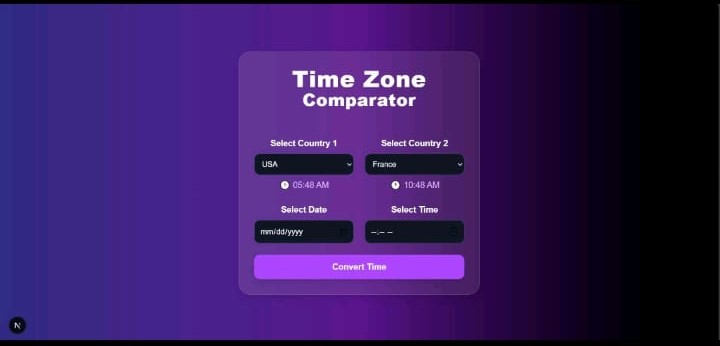 Time Zone
Comparator
Select Country 1 Select Country 2
USA France
05:48 AM 10:48 AM
Select Date Select Time
mm/dd/yyyy --:-- --
Convert Time
N